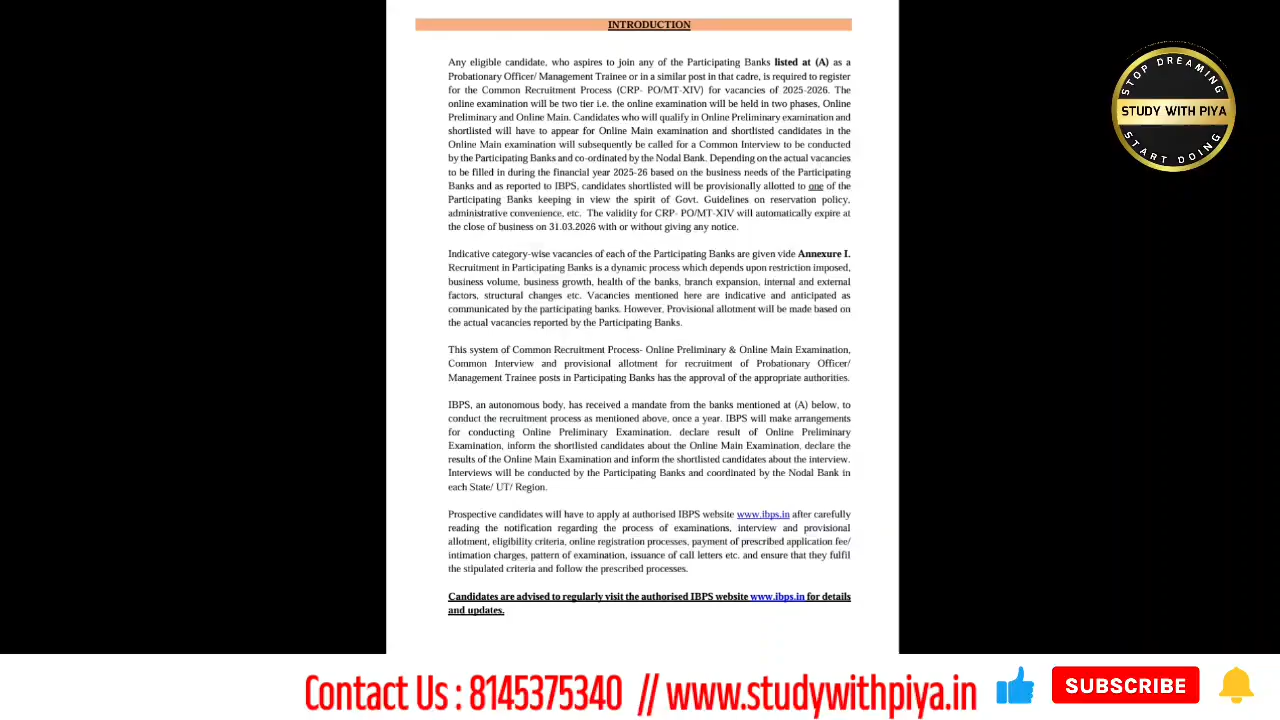 INTRODUCTION
Any eligible candidate, who aspires to join any of the Participating Banks listed at (A) as a
Probationary Officer/ Management Trainee or in a similar post in that cadre, is required to register
for the Common Recruitment Process (CRP- PO/MT-XIV) for vacancies of 2025-2026. The
online examination will be two tier i.e. the online examination will be held in two phases, Online
Preliminary and Online Main. Candidates who will qualify in Online Preliminary examination and
shortlisted will have to appear for Online Main examination and shortlisted candidates in the
Online Main examination will subsequently be called for a Common Interview to be conducted
by the Participating Banks and co-ordinated by the Nodal Bank. Depending on the actual vacancies
to be filled in during the financial year 2025-26 based on the business needs of the Participating
Banks and as reported to IBPS, candidates shortlisted will be provisionally allotted to one of the
Participating Banks keeping in view the spirit of Govt. Guidelines on reservation policy,
administrative convenience, etc. The validity for CRP- PO/MT-XIV will automatically expire at
the close of business on 31.03.2026 with or without giving any notice.
Indicative category-wise vacancies of each of the Participating Banks are given vide Annexure I.
Recruitment in Participating Banks is a dynamic process which depends upon restriction imposed,
business volume, business growth, health of the banks, branch expansion, internal and external
factors, structural changes etc. Vacancies mentioned here are indicative and anticipated as
communicated by the participating banks. However, Provisional allotment will be made based on
the actual vacancies reported by the Participating Banks.
This system of Common Recruitment Process- Online Preliminary & Online Main Examination,
Common Interview and provisional allotment for recruitment of Probationary Officer/
Management Trainee posts in Participating Banks has the approval of the appropriate authorities.
IBPS, an autonomous body, has received a mandate from the banks mentioned at (A) below, to
conduct the recruitment process as mentioned above, once a year. IBPS will make arrangements
for conducting Online Preliminary Examination, declare result of Online Preliminary
Examination, inform the shortlisted candidates about the Online Main Examination, declare the
results of the Online Main Examination and inform the shortlisted candidates about the interview.
Interviews will be conducted by the Participating Banks and coordinated by the Nodal Bank in
each State/ UT/ Region.
Prospective candidates will have to apply at authorised IBPS website www.ibps.in after carefully
reading the notification regarding the process of examinations, interview and provisional
allotment, eligibility criteria, online registration processes, payment of prescribed application fee/
intimation charges, pattern of examination, issuance of call letters etc. and ensure that they fulfil
the stipulated criteria and follow the prescribed processes.
Candidates are advised to regularly visit the authorised IBPS website www.ibps.in for details
and updates.
STOP DREAMING
STUDY WITH PIYA
START DOING
Contact Us : 8145375340 // www.studywithpiya.in
SUBSCRIBE